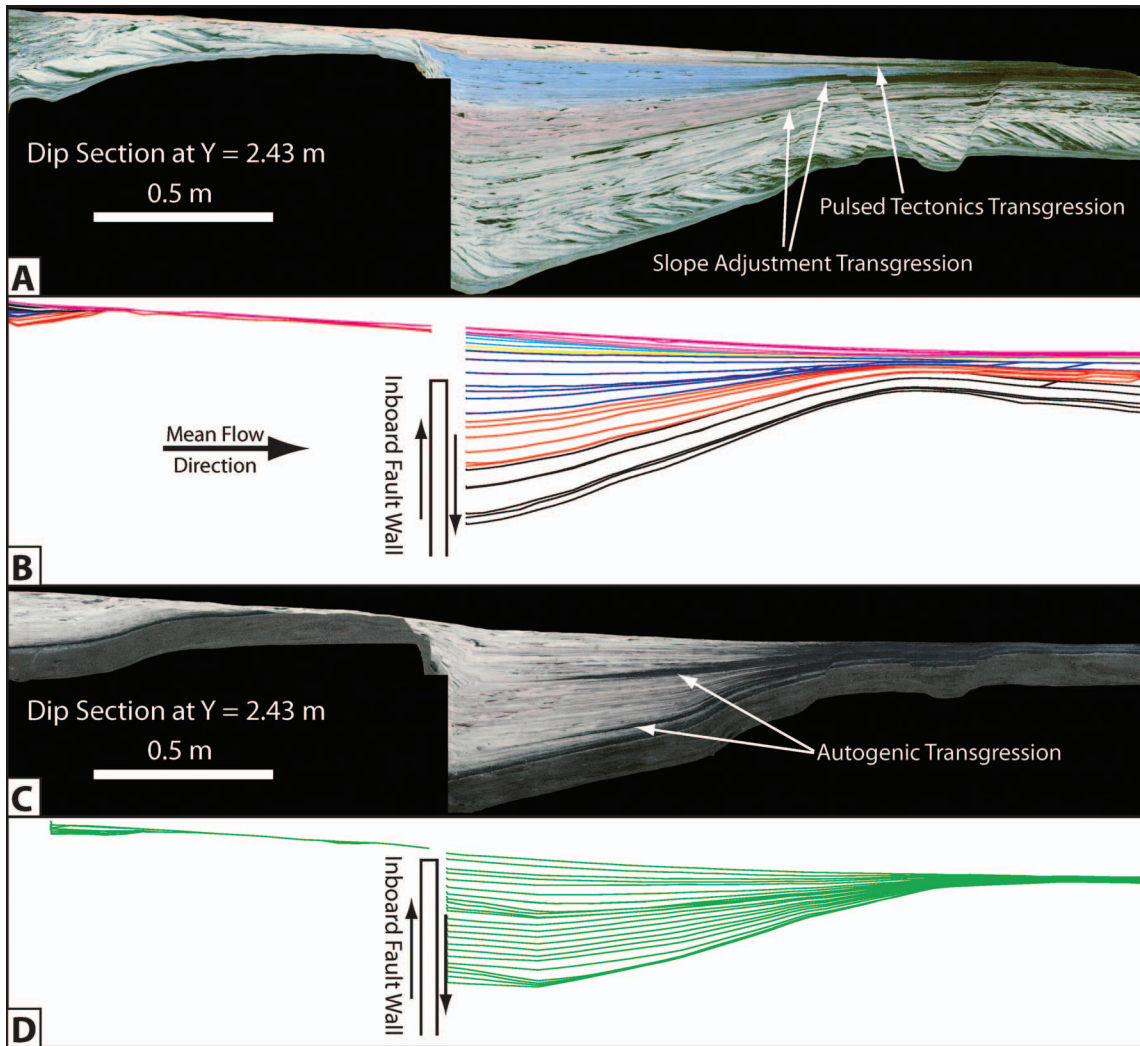 Dip Section at Y = 2.43 m
0.5 m
Pulsed Tectonics Transgression
Slope Adjustment Transgression
A
Mean Flow
Direction
Inboard Fault Wall
B
Dip Section at Y = 2.43 m
0.5 m
Autogenic Transgression
C
Inboard Fault Wall
D